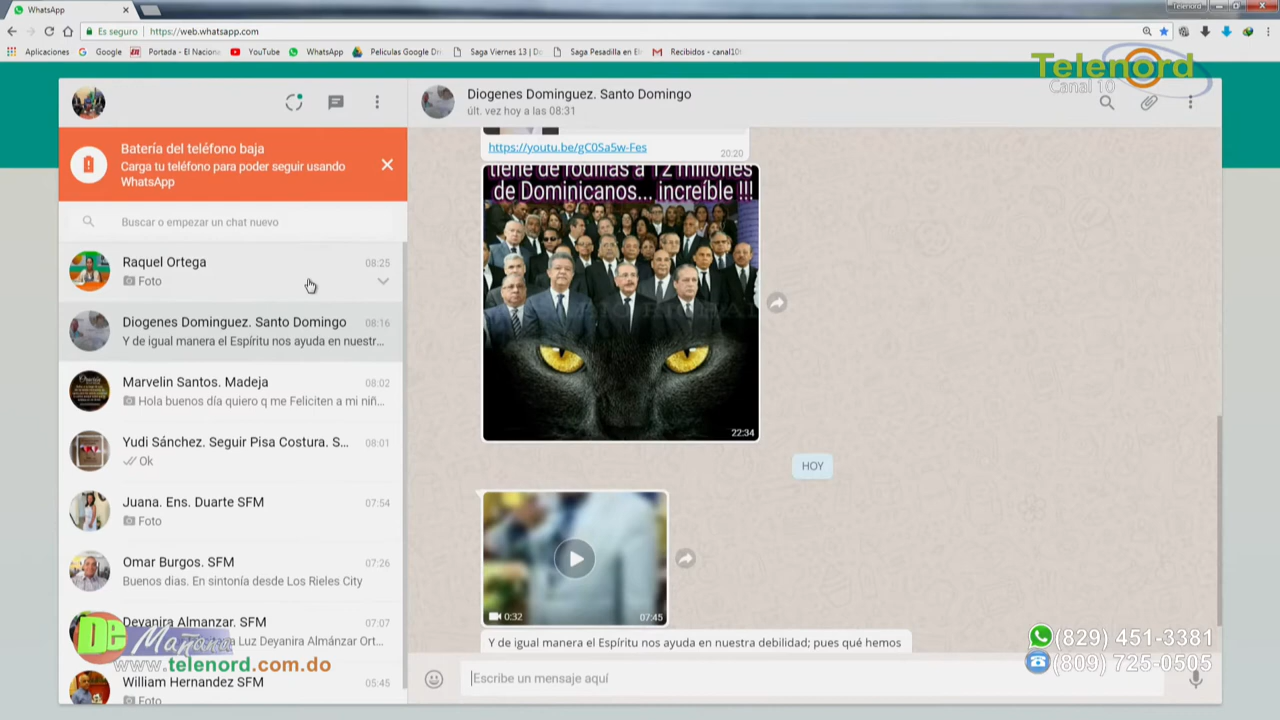 WhatsApp
Telenord
Es seguro
https://web.whatsapp.com
Aplicaciones
Google
Portada - El Naciona
YouTube
WhatsApp
Peliculas Google Dri
Saga Viernes 13 | Do
Saga Pesadilla en El
Recibidos - canal10t
Telenord
Canal 10
Diogenes Dominguez. Santo Domingo
últ. vez hoy a las 08:31
Batería del teléfono baja
Carga tu teléfono para poder seguir usando
WhatsApp
Buscar o empezar un chat nuevo
Raquel Ortega 08:25
Foto
Diogenes Dominguez. Santo Domingo 08:16
Y de igual manera el Espíritu nos ayuda en nuestr...
Marvelin Santos. Madeja 08:02
Hola buenos día quiero q me Feliciten a mi niñ...
Yudi Sánchez. Seguir Pisa Costura. S... 08:01
Ok
Juana. Ens. Duarte SFM 07:54
Foto
Omar Burgos. SFM 07:26
Buenos dias. En sintonía desde Los Rieles City
Deyanira Almanzar. SFM 07:07
Luz Deyanira Almánzar Ort...
William Hernandez SFM 05:45
Foto
De Mañana
www.telenord.com.do
https://youtu.be/gC0Sa5w-Fes
20:20
tiene de rodillas a 12 millones
de Dominicanos... increíble !!!
22:34
HOY
0:32
07:45
Y de igual manera el Espíritu nos ayuda en nuestra debilidad; pues qué hemos
Escribe un mensaje aquí
(829) 451-3381
(809) 725-0505